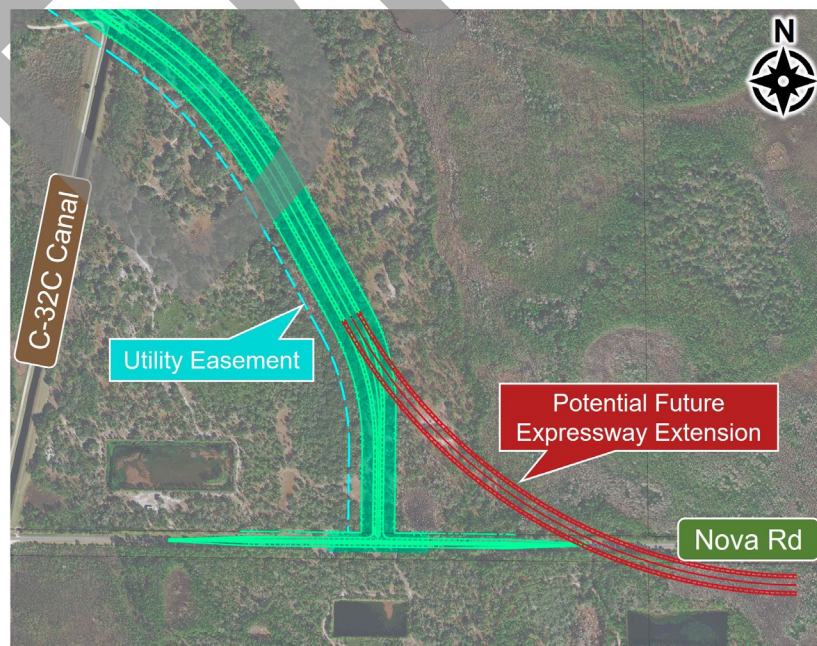 N
C-32C Canal
Utility Easement
Potential Future
Expressway Extension
Nova Rd